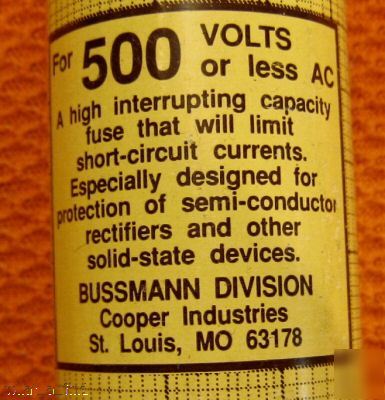 For 500 VOLTS
or less AC
A high interrupting capacity
fuse that will limit
short-circuit currents.
Especially designed for
protection of semi-conductor
rectifiers and other
solid-state devices.
BUSSMANN DIVISION
Cooper Industries
St. Louis, MO 63178